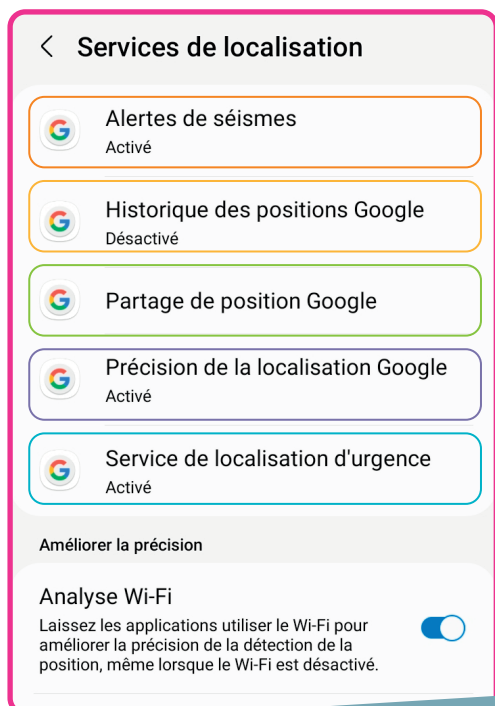 Services de localisation
Alertes de séismes
Activé
Historique des positions Google
Désactivé
Partage de position Google
Précision de la localisation Google
Activé
Service de localisation d'urgence
Activé
Améliorer la précision
Analyse Wi-Fi
Laissez les applications utiliser le Wi-Fi pour
améliorer la précision de la détection de la
position, même lorsque le Wi-Fi est désactivé.